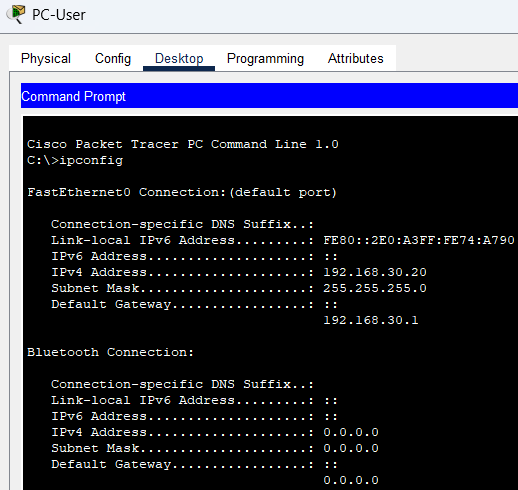 PC-User
Physical Config Desktop Programming Attributes
Command Prompt
Cisco Packet Tracer PC Command Line 1.0
C:\>ipconfig
FastEthernet0 Connection:(default port)
Connection-specific DNS Suffix..:
Link-local IPv6 Address.........: FE80::2E0:A3FF:FE74:A790
IPv6 Address....................: ::
IPv4 Address....................: 192.168.30.20
Subnet Mask.....................: 255.255.255.0
Default Gateway.................: ::
192.168.30.1
Bluetooth Connection:
Connection-specific DNS Suffix..:
Link-local IPv6 Address.........: ::
IPv6 Address....................: ::
IPv4 Address....................: 0.0.0.0
Subnet Mask.....................: 0.0.0.0
Default Gateway.................: ::
0.0.0.0